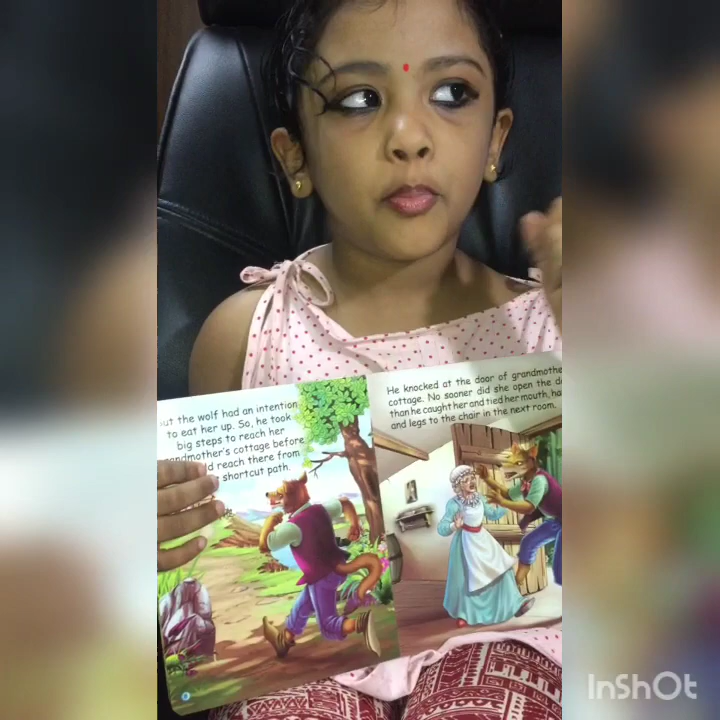 ut the wolf had an intention
to eat her up. So, he took
big steps to reach her
andmother's cottage before
d reach there from
shortcut path.
He knocked at the door of grandmothe
cottage. No sooner did she open the d
than he caught her and tied her mouth, ha
and legs to the chair in the next room.
InShOt